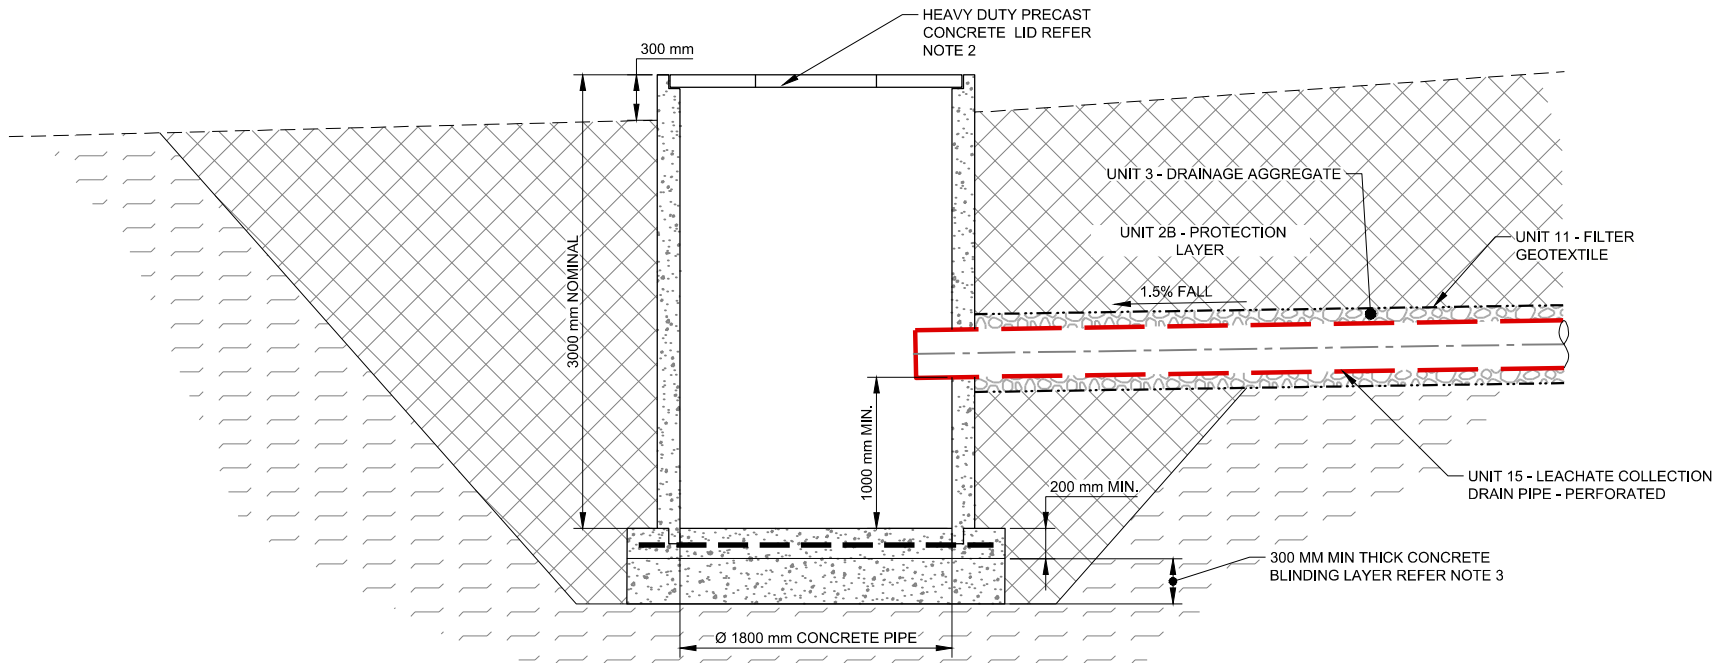 HEAVY DUTY PRECAST
CONCRETE LID REFER
NOTE 2
300 mm
UNIT 3 - DRAINAGE AGGREGATE
UNIT 2B - PROTECTION
LAYER
UNIT 11 - FILTER
GEOTEXTILE
1.5% FALL
3000 mm NOMINAL
1000 mm MIN.
200 mm MIN.
UNIT 15 - LEACHATE COLLECTION
DRAIN PIPE - PERFORATED
300 MM MIN THICK CONCRETE
BLINDING LAYER REFER NOTE 3
Ø 1800 mm CONCRETE PIPE